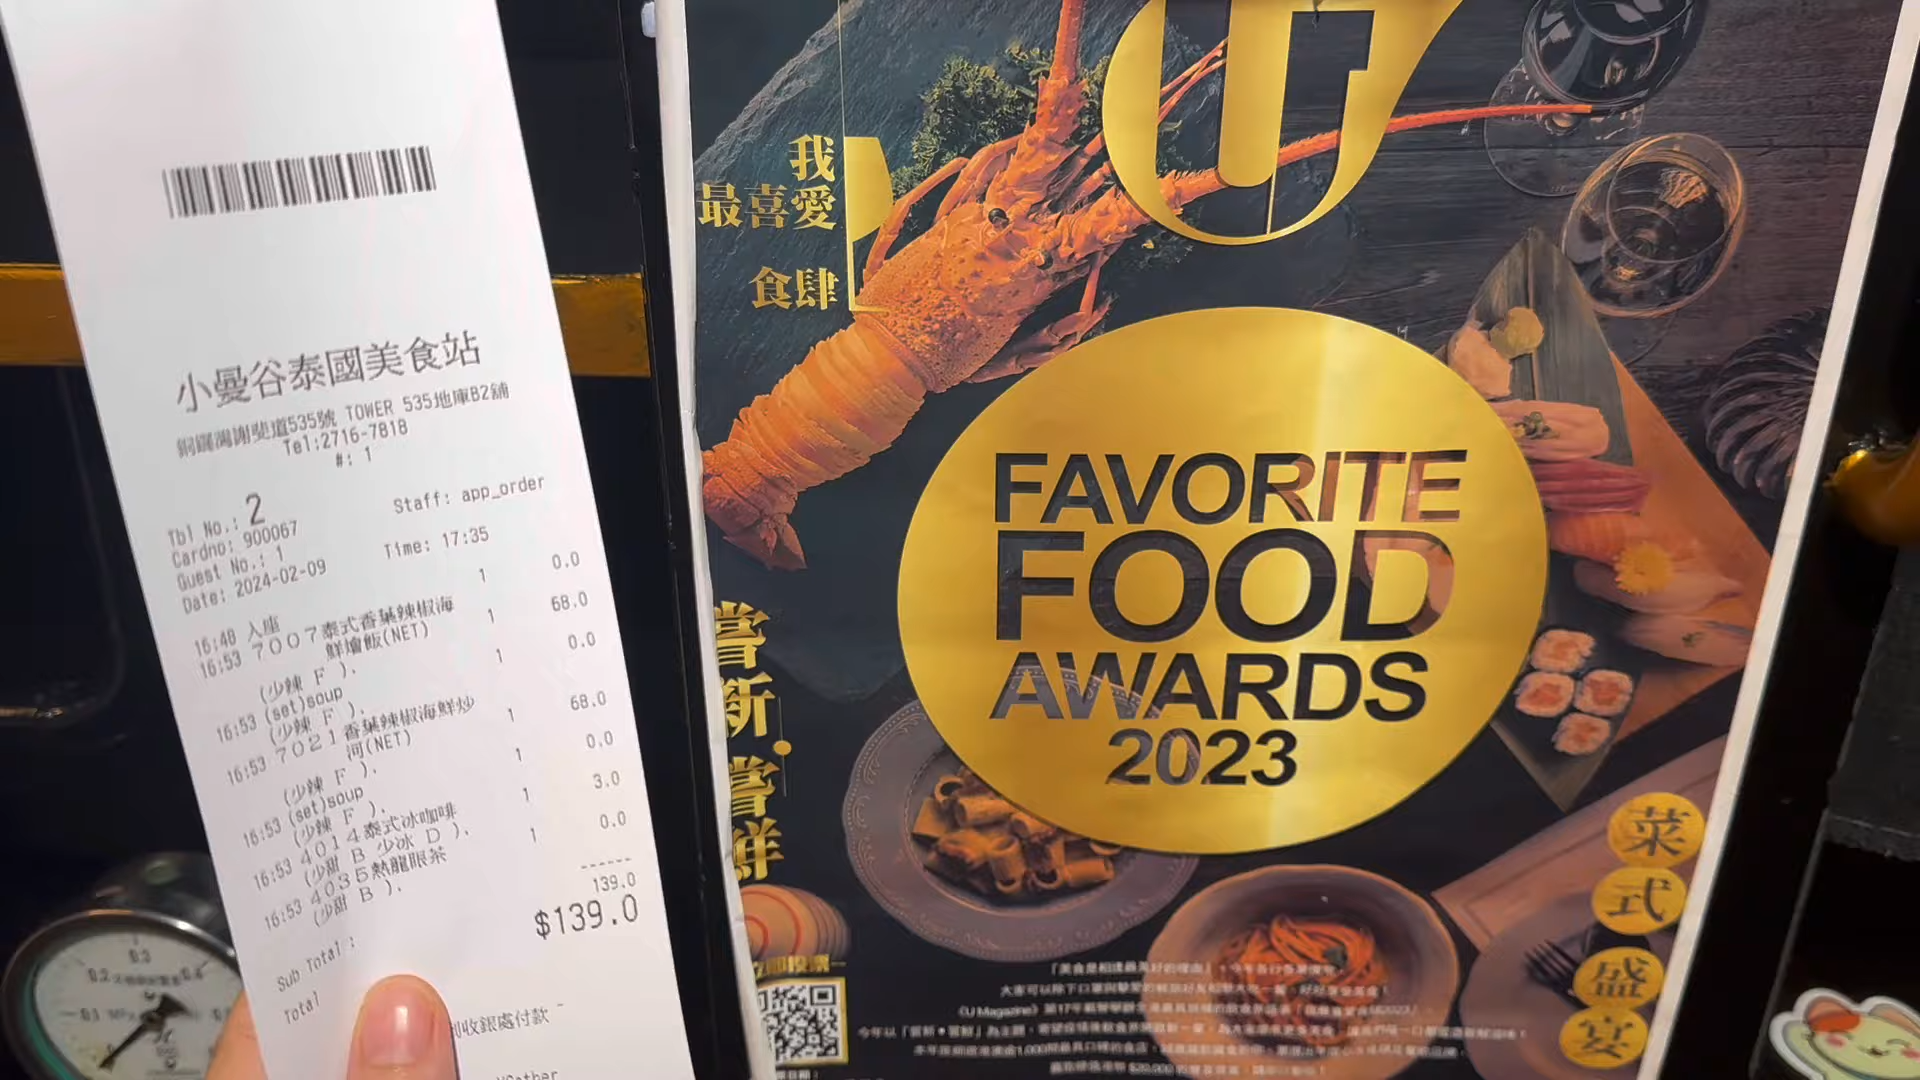 小曼谷泰國美食站
銅鑼灣謝斐道535號 TOWER 535地庫B2舖
Tel:2716-7818
#: 1
Tbl No.: 2
Staff: app_order
Cardno: 900067
Guest No.: 1
Date: 2024-02-09
Time: 17:35
16:48 入座 1 0.0
16:53 7007泰式香葉辣椒海鮮燴飯(NET) 1 68.0
(少辣 F ).
16:53 (set)soup 1 0.0
(少辣 F ).
16:53 7021香葉辣椒海鮮炒河(NET) 1 68.0
(少辣 F ).
16:53 (set)soup 1 0.0
(少辣 F ).
16:53 4014泰式冰咖啡 1 3.0
(少甜 B 少冰 D ).
16:53 4035熱龍眼茶 1 0.0
(少甜 B ).
------
Sub Total : 139.0
Total $139.0
收銀處付款
我
最喜愛
食肆
U
FAVORITE
FOOD
AWARDS
2023
嘗新.嘗鮮
菜式盛宴
0.2
0.3
0.4
0.1